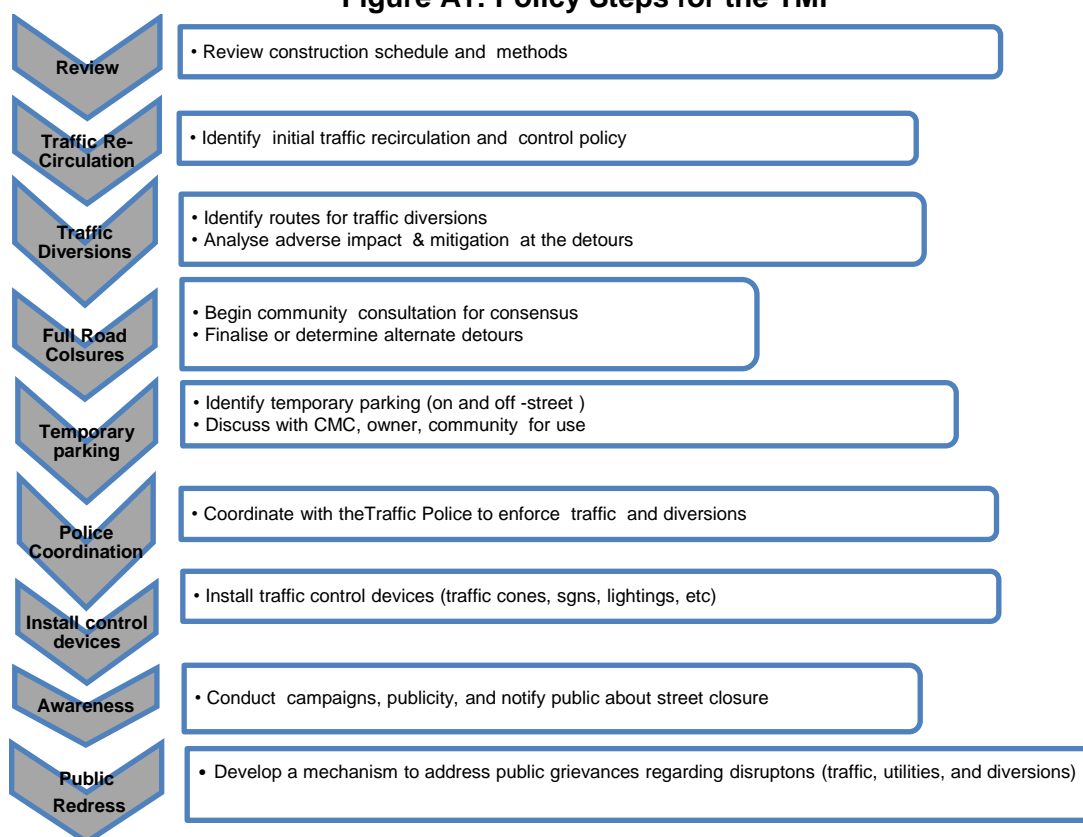 Figure A1: Policy Steps for the TMP
Review
• Review construction schedule and methods
Traffic Re-
Circulation
• Identify initial traffic recirculation and control policy
Traffic
Diversions
• Identify routes for traffic diversions
• Analyse adverse impact & mitigation at the detours
Full Road
Colsures
• Begin community consultation for consensus
• Finalise or determine alternate detours
Temporary
parking
• Identify temporary parking (on and off -street )
• Discuss with CMC, owner, community for use
Police
Coordination
• Coordinate with theTraffic Police to enforce traffic and diversions
Install control
devices
• Install traffic control devices (traffic cones, sgns, lightings, etc)
Awareness
• Conduct campaigns, publicity, and notify public about street closure
Public
Redress
• Develop a mechanism to address public grievances regarding disruptons (traffic, utilities, and diversions)